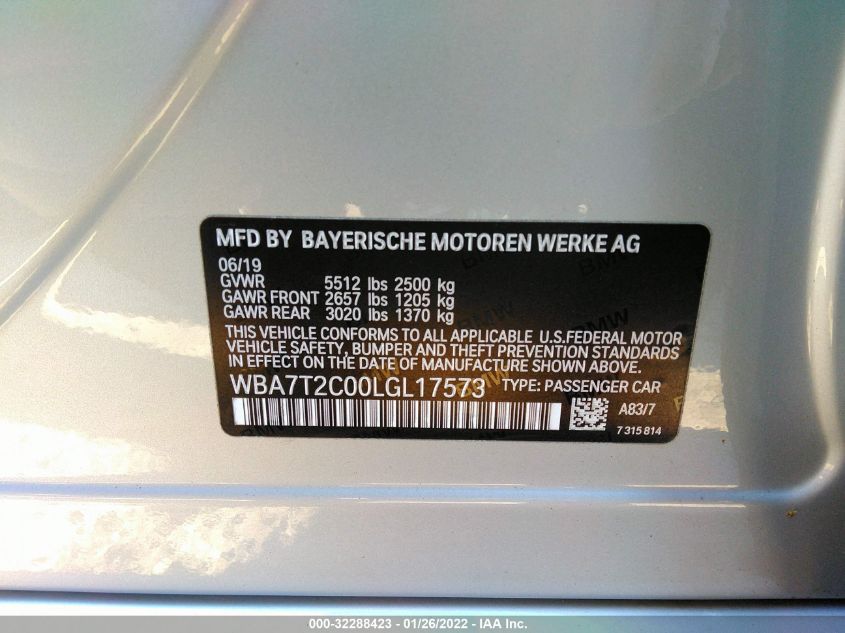 MFD BY BAYERISCHE MOTOREN WERKE AG
06/19
GVWR 5512 lbs 2500 kg
GAWR FRONT 2657 lbs 1205 kg
GAWR REAR 3020 lbs 1370 kg
THIS VEHICLE CONFORMS TO ALL APPLICABLE U.S.FEDERAL MOTOR
VEHICLE SAFETY, BUMPER AND THEFT PREVENTION STANDARDS
IN EFFECT ON THE DATE OF MANUFACTURE SHOWN ABOVE.
WBA7T2C00LGL17573 TYPE: PASSENGER CAR
A83/7
7 315 814
000-32288423 - 01/26/2022 - IAA Inc.